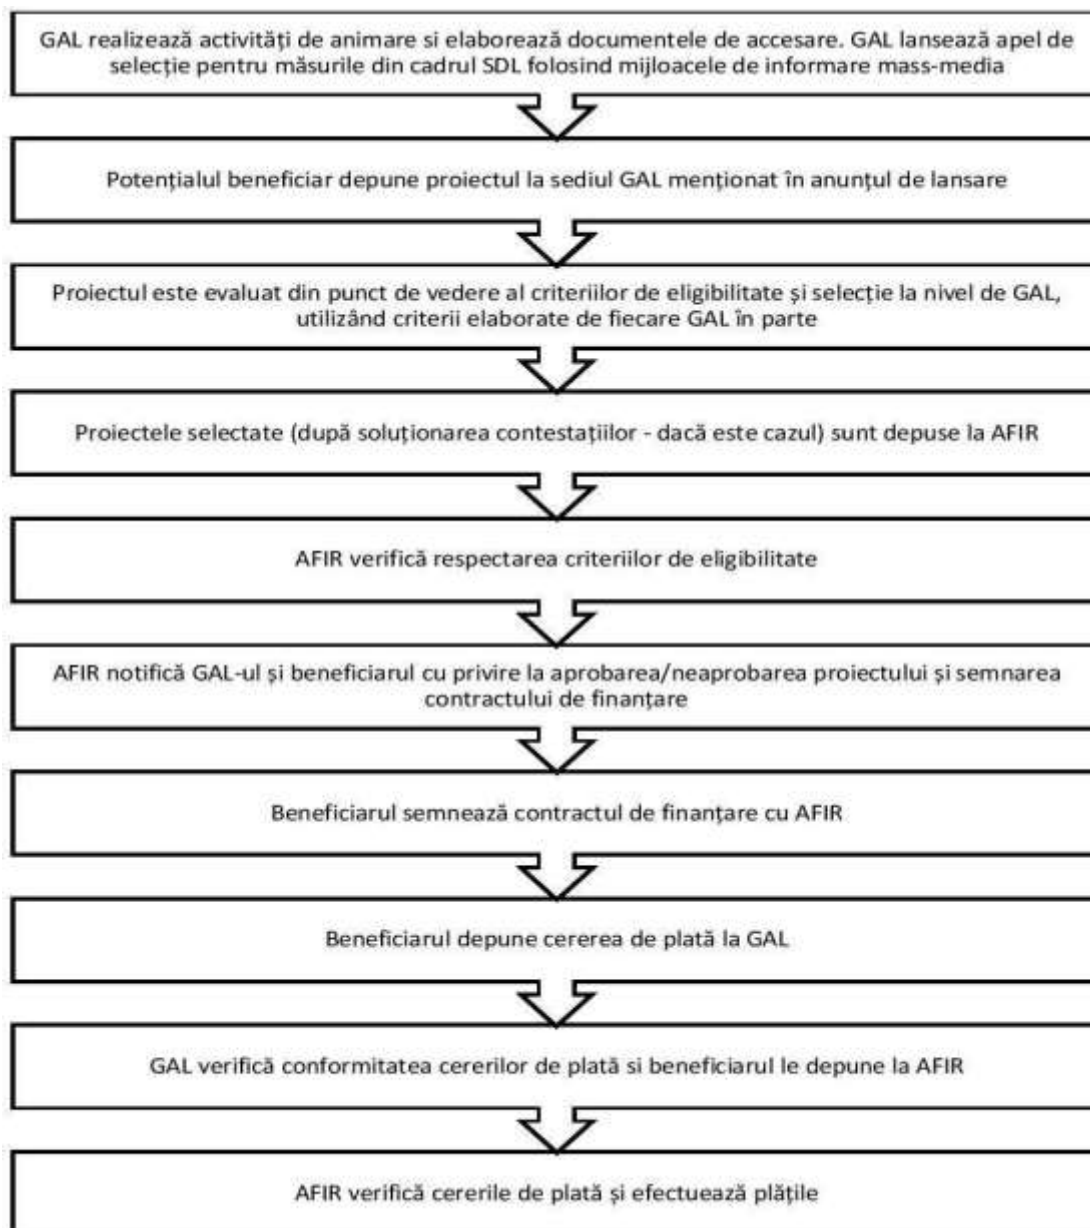 GAL realizează activități de animare si elaborează documentele de accesare. GAL lansează apel de
selecție pentru măsurile din cadrul SDL folosind mijloacele de informare mass-media
Potențialul beneficiar depune proiectul la sediul GAL menționat în anunțul de lansare
Proiectul este evaluat din punct de vedere al criteriilor de eligibilitate și selecție la nivel de GAL,
utilizând criterii elaborate de fiecare GAL în parte
Proiectele selectate (după soluționarea contestațiilor - dacă este cazul) sunt depuse la AFIR
AFIR verifică respectarea criteriilor de eligibilitate
AFIR notifică GAL-ul și beneficiarul cu privire la aprobarea/neaprobarea proiectului și semnarea
contractului de finanțare
Beneficiarul semnează contractul de finanțare cu AFIR
Beneficiarul depune cererea de plată la GAL
GAL verifică conformitatea cererilor de plată si beneficiarul le depune la AFIR
AFIR verifică cererile de plată și efectuează plățile